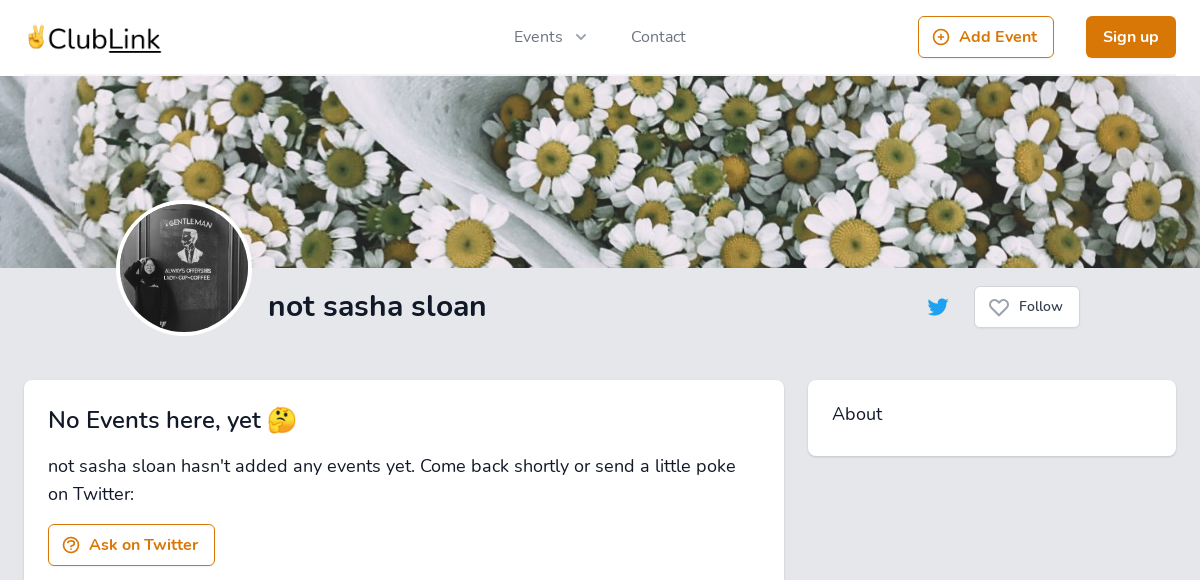 ✌️ClubLink
Events
Contact
Add Event
Sign up
GENTLEMAN
ALWAYS OFFERS HIS
LADY A CUP OF COFFEE
not sasha sloan
Follow
No Events here, yet 🤔
About
not sasha sloan hasn't added any events yet. Come back shortly or send a little poke
on Twitter:
Ask on Twitter